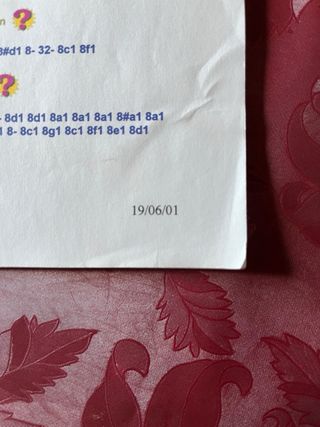 n ?
8#d1 8- 32- 8c1 8f1
?
- 8d1 8d1 8a1 8a1 8a1 8#a1 8a1
1 8- 8c1 8g1 8c1 8f1 8e1 8d1
19/06/01